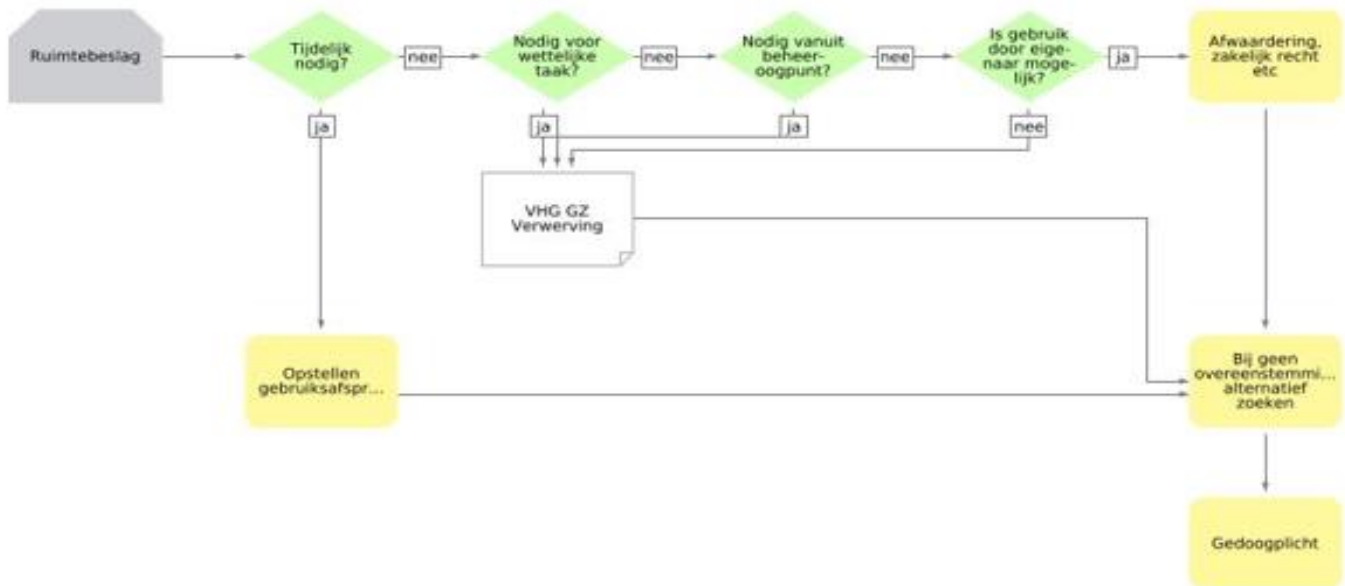 Ruimtebeslag
Tijdelijk
nodig?
nee
Nodig voor
wettelijke
taak?
nee
Nodig vanuit
beheer-
oogpunt?
nee
Is gebruik
door eige-
naar moge-
lijk?
ja
Afwaardering,
zakelijk recht
etc
ja
ja
ja
nee
VHG GZ
Verwerving
Opstellen
gebruiksafspr...
Bij geen
overeenstemmi...
alternatief
zoeken
Gedoogplicht